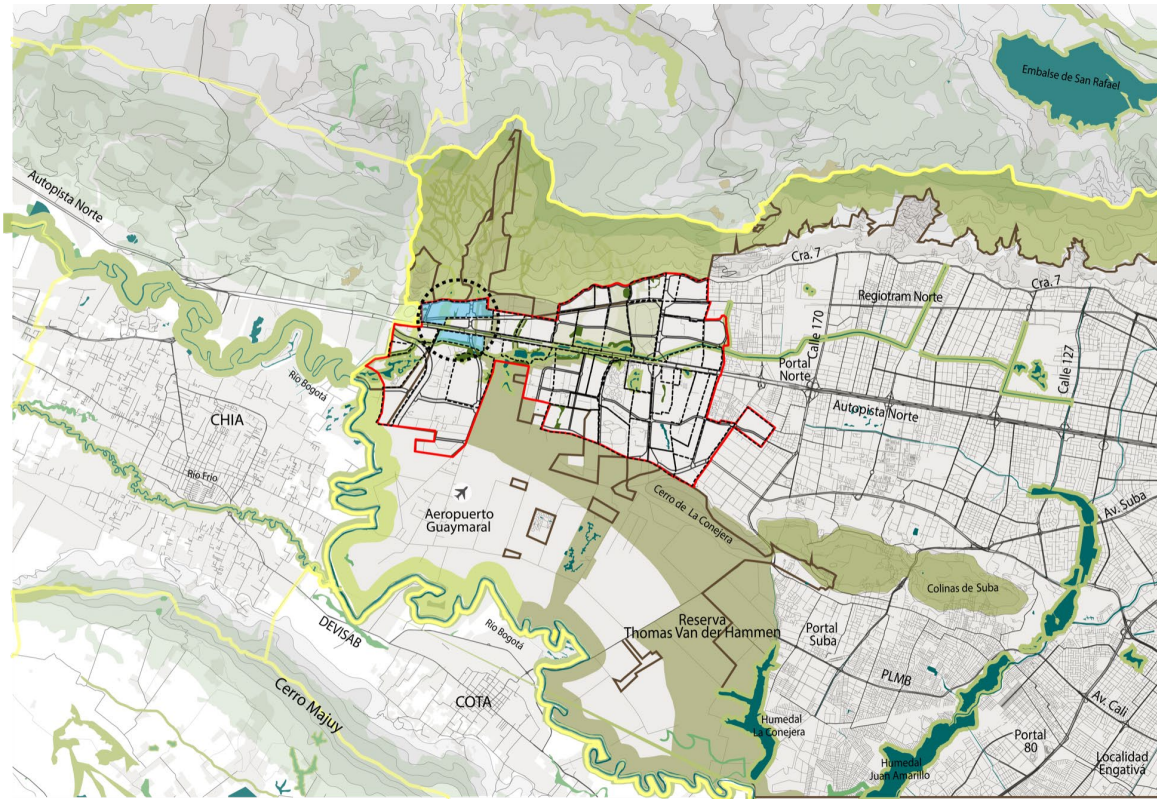 Embalse de San Rafael
Autopista Norte
Cra. 7
Cra. 7
Regiotram Norte
Calle 170
Portal
Norte
Calle 127
Autopista Norte
Río Bogotá
CHIA
Río Frío
Aeropuerto
Guaymaral
Cerro de La Conejera
Av. Suba
Colinas de Suba
Reserva
Thomas Van der Hammen
Portal
Suba
DEVISAB
Río Bogotá
PLMB
Cerro Majuy
COTA
Av. Cali
Humedal
La Conejera
Portal
80
Localidad
Engativá
Humedal
Juan Amarillo